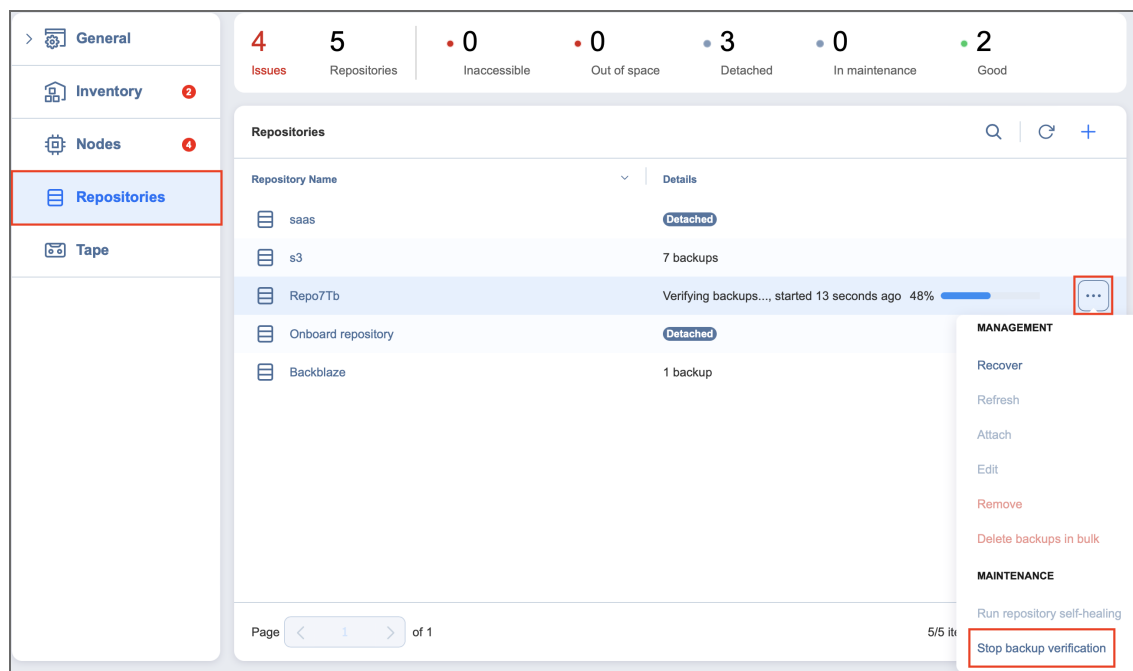 General
Inventory 2
Nodes 4
Repositories
Tape
4 5 0 0 3 0 2
Issues Repositories Inaccessible Out of space Detached In maintenance Good
Repositories
Repository Name Details
saas Detached
s3 7 backups
Repo7Tb Verifying backups..., started 13 seconds ago 48% ...
Onboard repository Detached
Backblaze 1 backup
MANAGEMENT
Recover
Refresh
Attach
Edit
Remove
Delete backups in bulk
MAINTENANCE
Run repository self-healing
Stop backup verification
Page 1 of 1 5/5